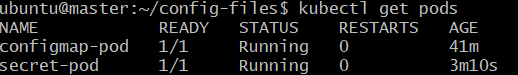 ubuntu@master:~/config-files$ kubectl get pods
NAME READY STATUS RESTARTS AGE
configmap-pod 1/1 Running 0 41m
secret-pod 1/1 Running 0 3m10s